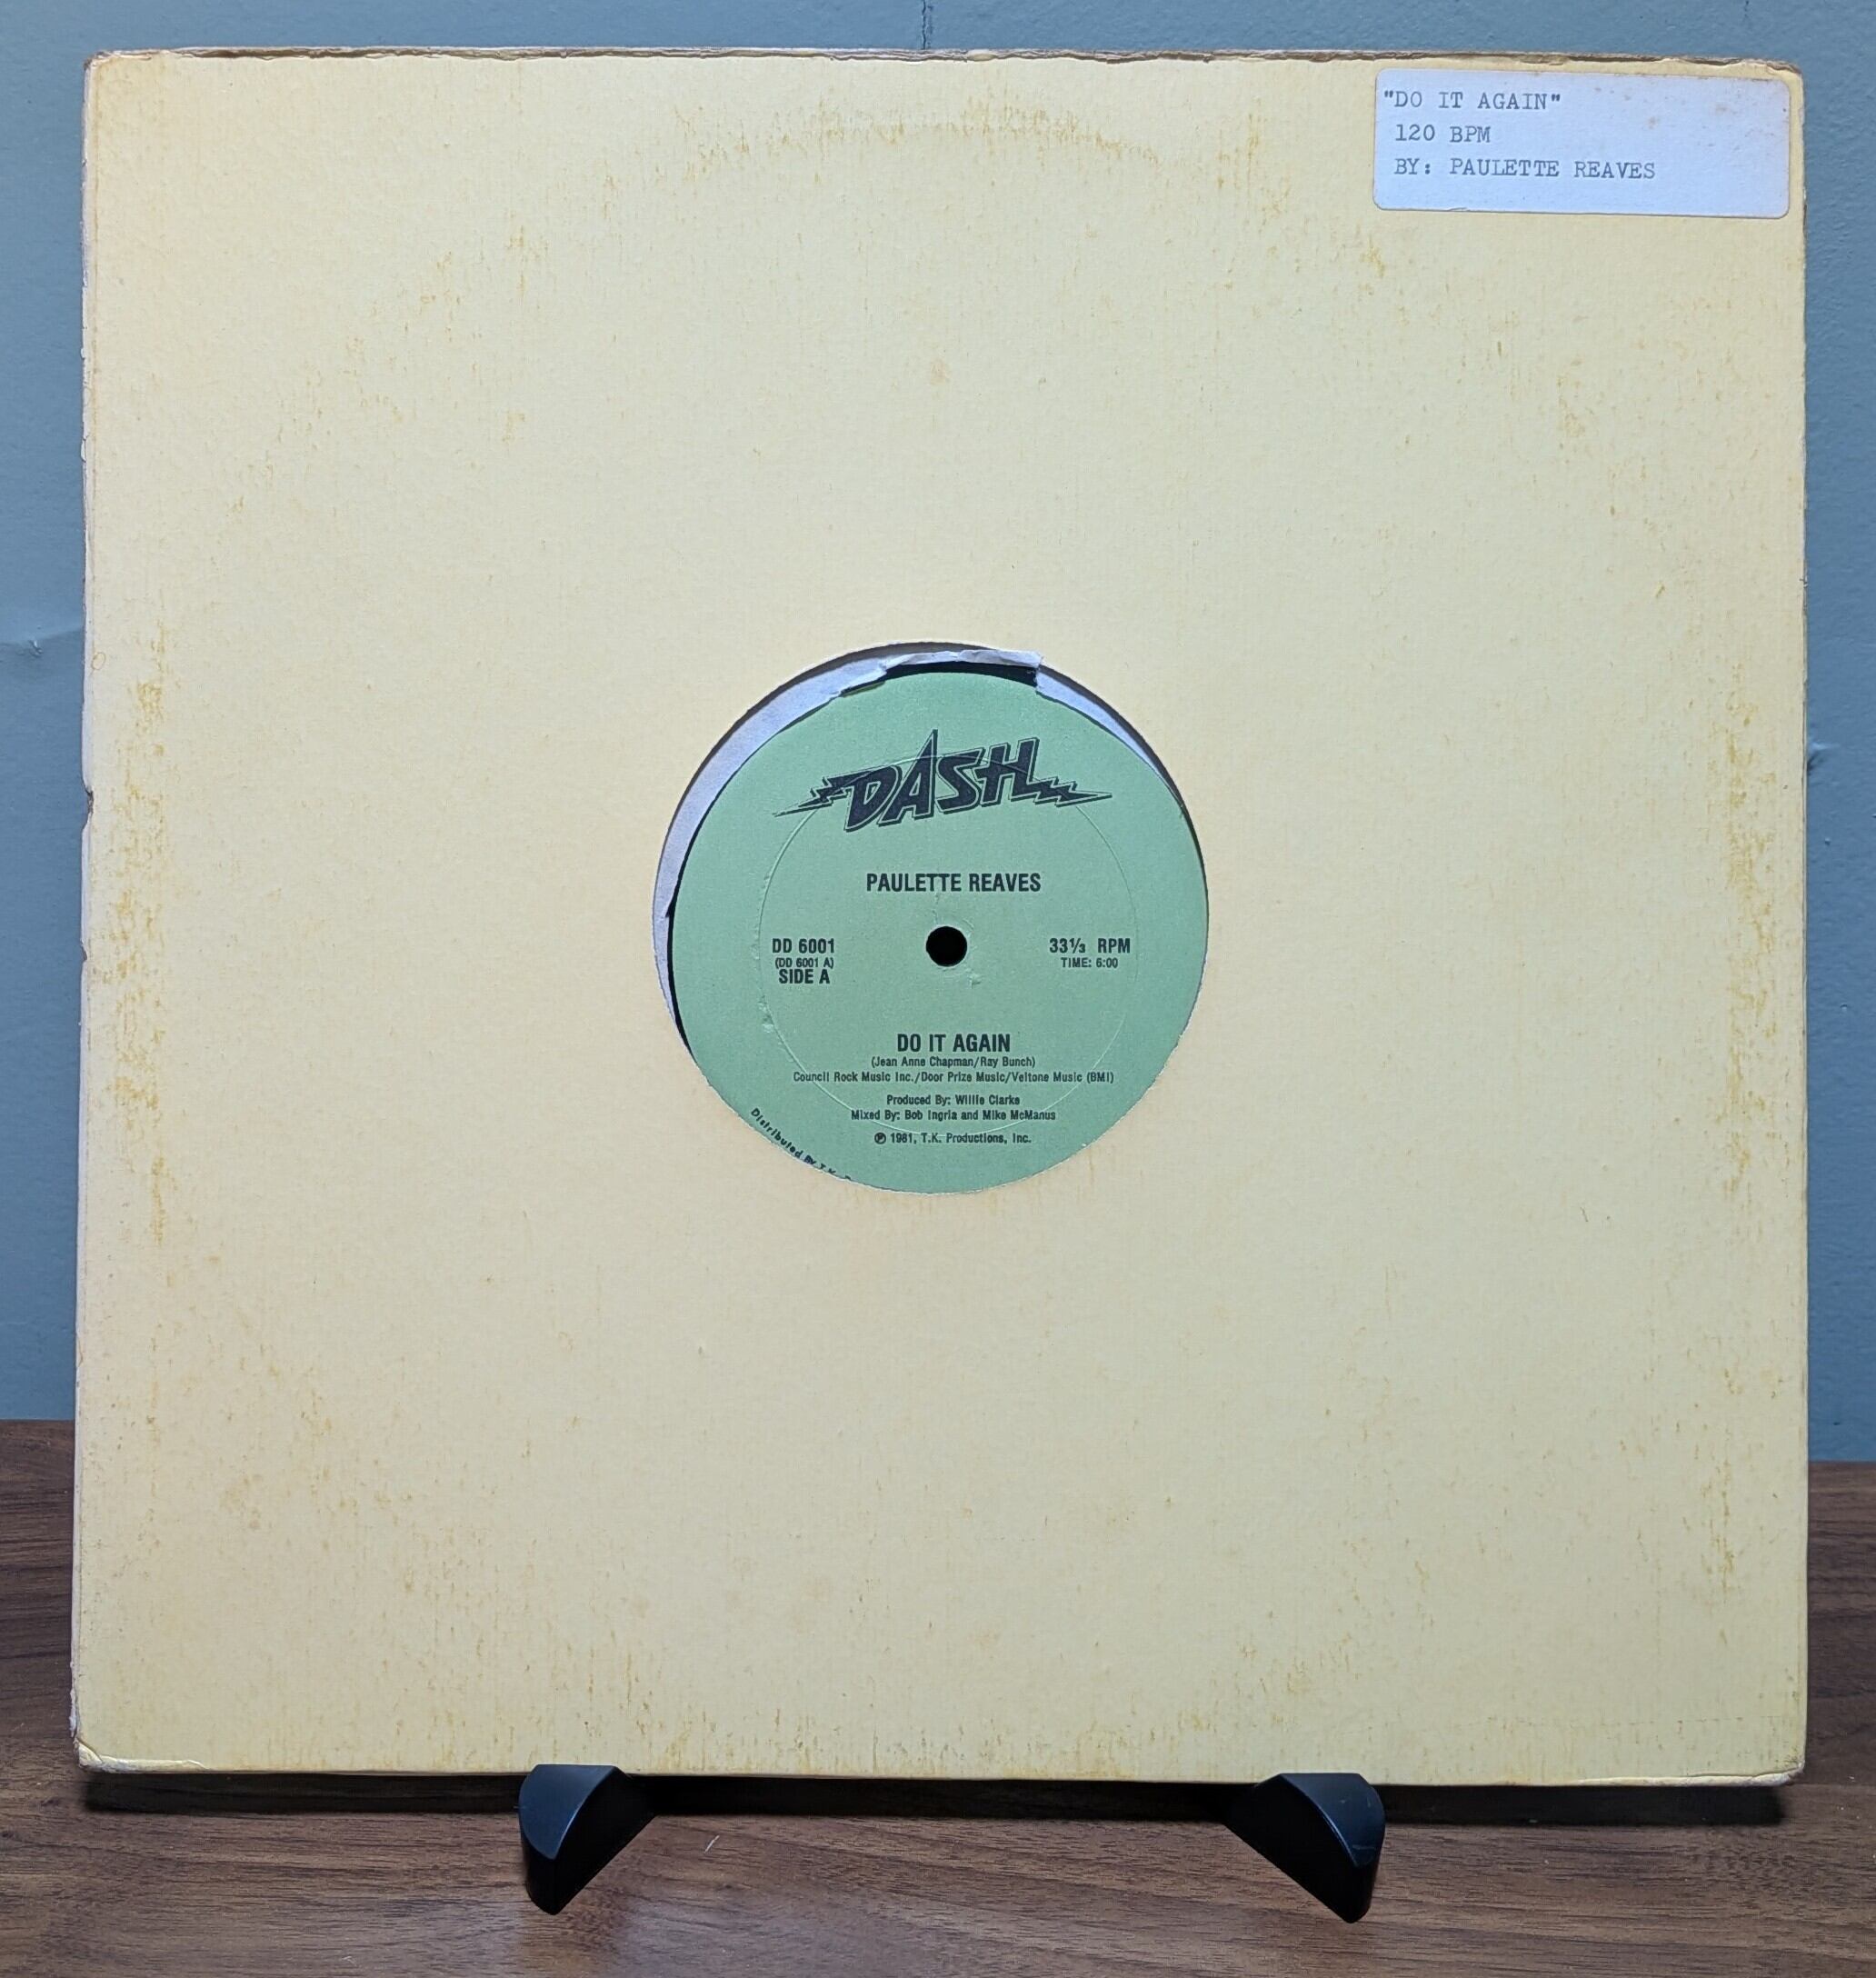 "DO IT AGAIN"
120 BPM
BY: PAULETTE REAVES
DASH
PAULETTE REAVES
DD 6001
(DD 6001 A)
SIDE A
33⅓ RPM
TIME: 6:00
DO IT AGAIN
(Jean Anne Chapman/Ray Bunch)
Council Rock Music Inc./Door Prize Music/Veltone Music (BMI)
Produced By: Willie Clarke
Mixed By: Bob Ingria and Mike McManus
℗ 1981, T.K. Productions, Inc.
Distributed By T.K.